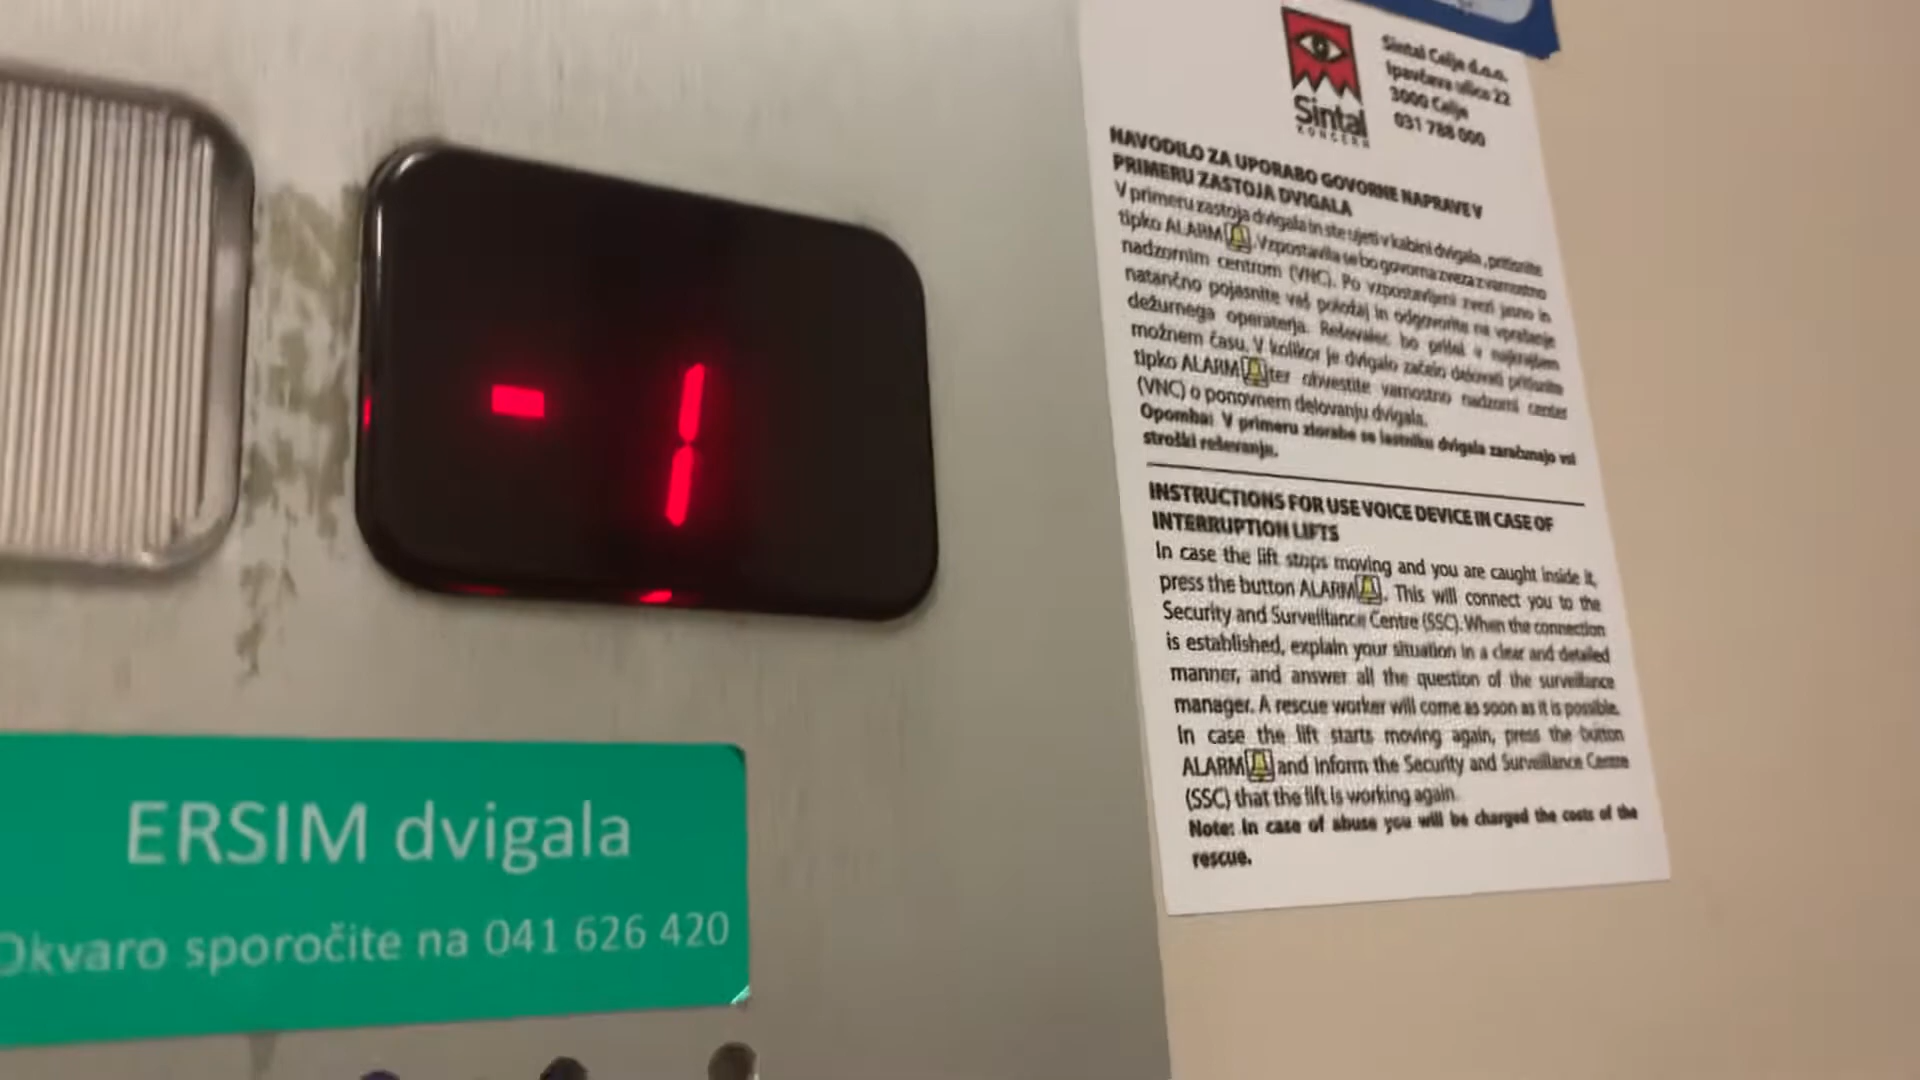 -1
ERSIM dvigala
Okvaro sporočite na 041 626 420
Sintal
KONCERN
Sintal Celje d.o.o.
Ipavčeva ulica 22
3000 Celje
031 788 000
NAVODILO ZA UPORABO GOVORNE NAPRAVE V
PRIMERU ZASTOJA DVIGALA
V primeru zastoja dvigala in ste ujeti v kabini dvigala, pritisnite
tipko ALARM. Vzpostavila se bo govorna zveza z varnostno
nadzornim centrom (VNC). Po vzpostavljeni zvezi jasno in
natančno pojasnite vaš položaj in odgovorite na vprašanje
dežurnega operaterja. Reševalec bo prišel v najkrajšem
možnem času. V kolikor je dvigalo začelo delovati pritisnite
tipko ALARM ter obvestite varnostno nadzorni center
(VNC) o ponovnem delovanju dvigala.
Opomba: V primeru zlorabe se lastniku dvigala zaračunajo vsi
stroški reševanja.
INSTRUCTIONS FOR USE VOICE DEVICE IN CASE OF
INTERRUPTION LIFTS
In case the lift stops moving and you are caught inside it,
press the button ALARM. This will connect you to the
Security and Surveillance Centre (SSC). When the connection
is established, explain your situation in a clear and detailed
manner, and answer all the question of the surveillance
manager. A rescue worker will come as soon as it is possible.
In case the lift starts moving again, press the button
ALARM and inform the Security and Surveillance Centre
(SSC) that the lift is working again.
Note: In case of abuse you will be charged the costs of the
rescue.